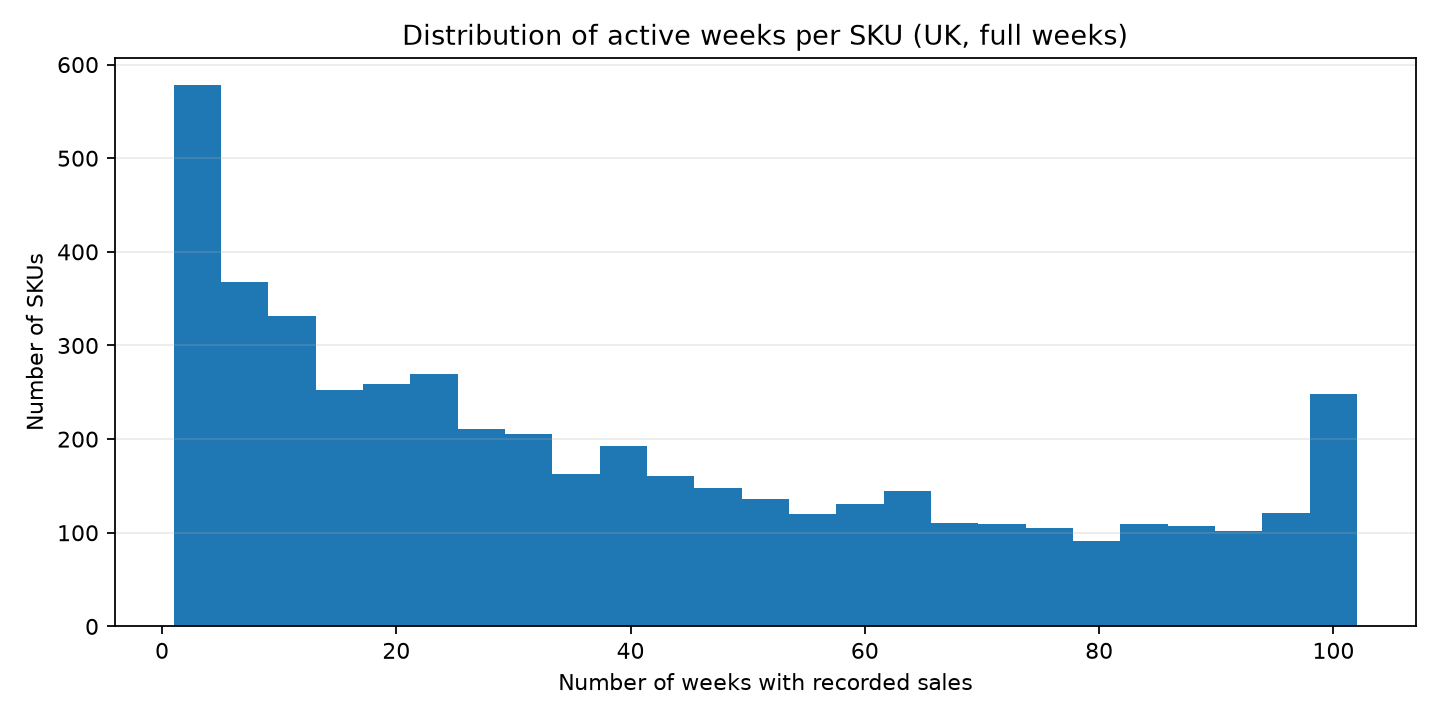 Distribution of active weeks per SKU (UK, full weeks)
600
500
400
300
200
100
0
Number of SKUs
0 20 40 60 80 100
Number of weeks with recorded sales